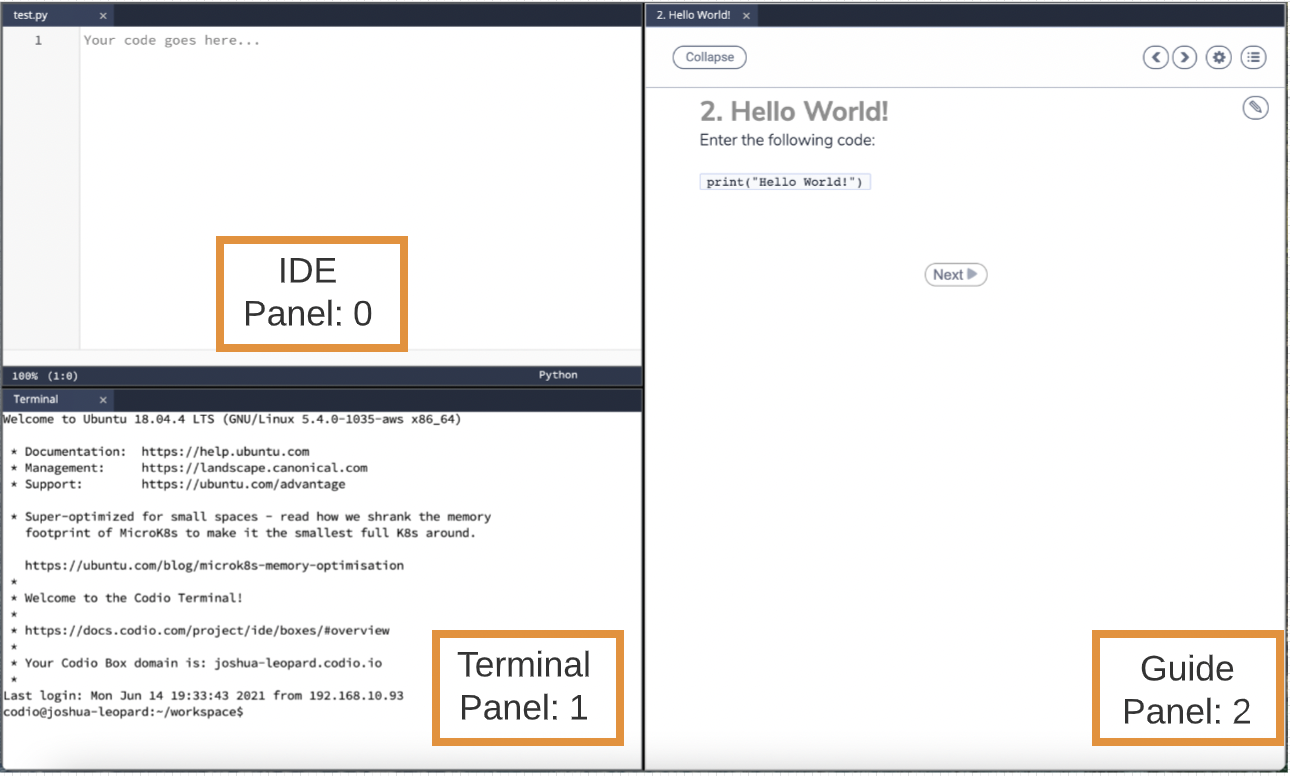 test.py ×
1 Your code goes here...
IDE
Panel: 0
100% (1:0) Python
Terminal ×
Welcome to Ubuntu 18.04.4 LTS (GNU/Linux 5.4.0-1035-aws x86_64)
* Documentation: https://help.ubuntu.com
* Management: https://landscape.canonical.com
* Support: https://ubuntu.com/advantage
* Super-optimized for small spaces - read how we shrank the memory
footprint of MicroK8s to make it the smallest full K8s around.
https://ubuntu.com/blog/microk8s-memory-optimisation
*
* Welcome to the Codio Terminal!
*
* https://docs.codio.com/project/ide/boxes/#overview
*
* Your Codio Box domain is: joshua-leopard.codio.io
*
Last login: Mon Jun 14 19:33:43 2021 from 192.168.10.93
codio@joshua-leopard:~/workspace$
Terminal
Panel: 1
2. Hello World! ×
Collapse
2. Hello World!
Enter the following code:
print("Hello World!")
Next
Guide
Panel: 2